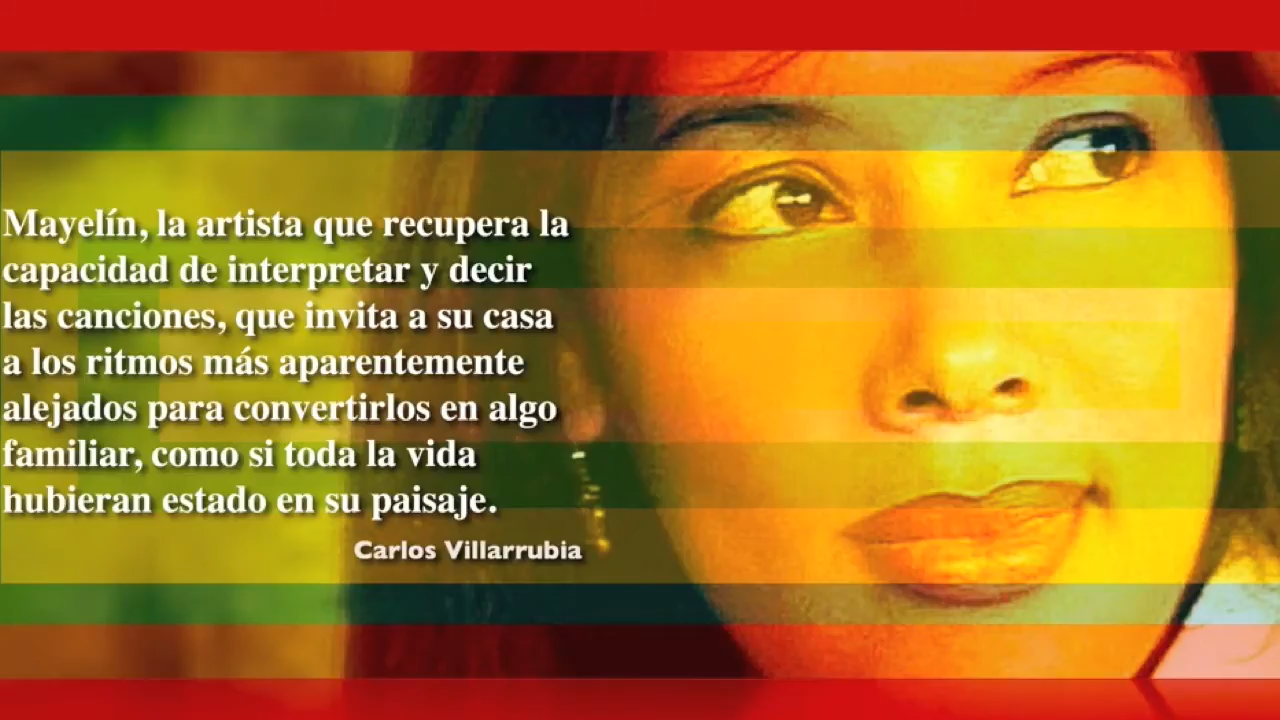 Mayelín, la artista que recupera la
capacidad de interpretar y decir
las canciones, que invita a su casa
a los ritmos más aparentemente
alejados para convertirlos en algo
familiar, como si toda la vida
hubieran estado en su paisaje.
Carlos Villarrubia